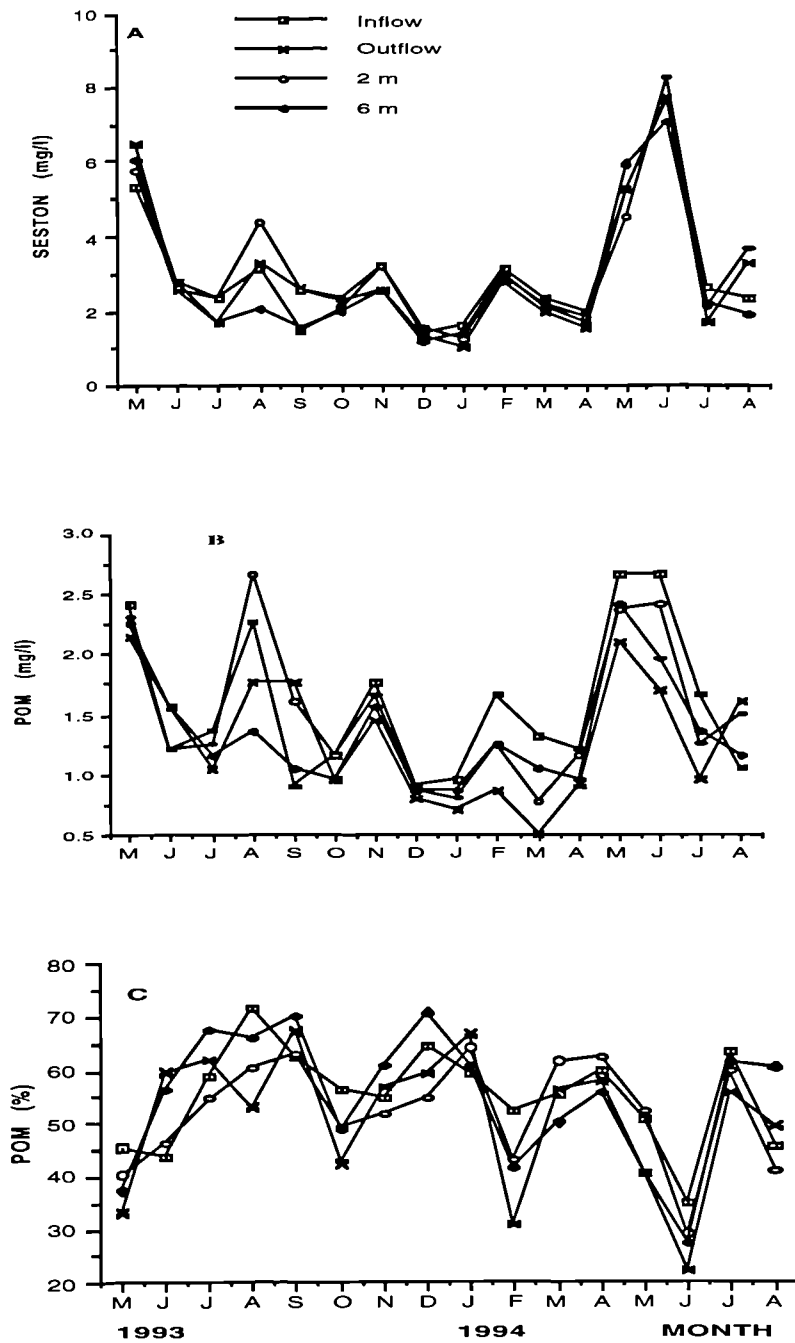 A
Inflow
Outflow
2 m
6 m
SESTON (mg/l)
10
8
6
4
2
0
M J J A S O N D J F M A M J J A
B
POM (mg/l)
3.0
2.5
2.0
1.5
1.0
0.5
M J J A S O N D J F M A M J J A
C
POM (%)
80
70
60
50
40
30
20
M J J A S O N D J F M A M J J A
1993 1994 MONTH